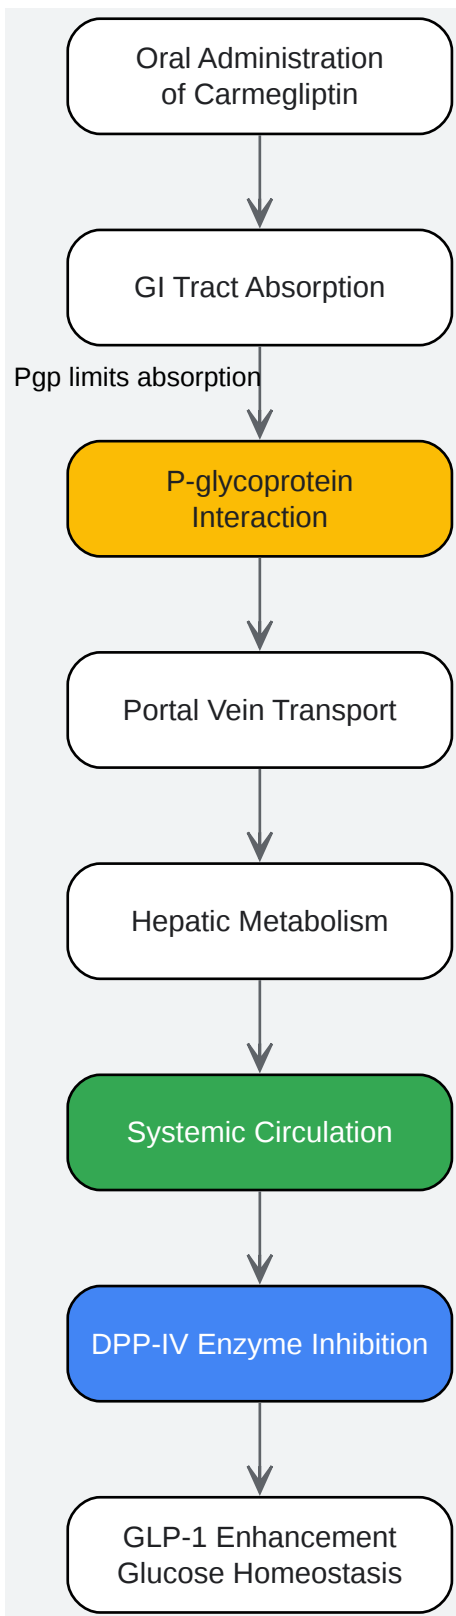 Oral Administration
of Carmegliptin
GI Tract Absorption
Pgp limits absorption
P-glycoprotein
Interaction
Portal Vein Transport
Hepatic Metabolism
Systemic Circulation
DPP-IV Enzyme Inhibition
GLP-1 Enhancement
Glucose Homeostasis